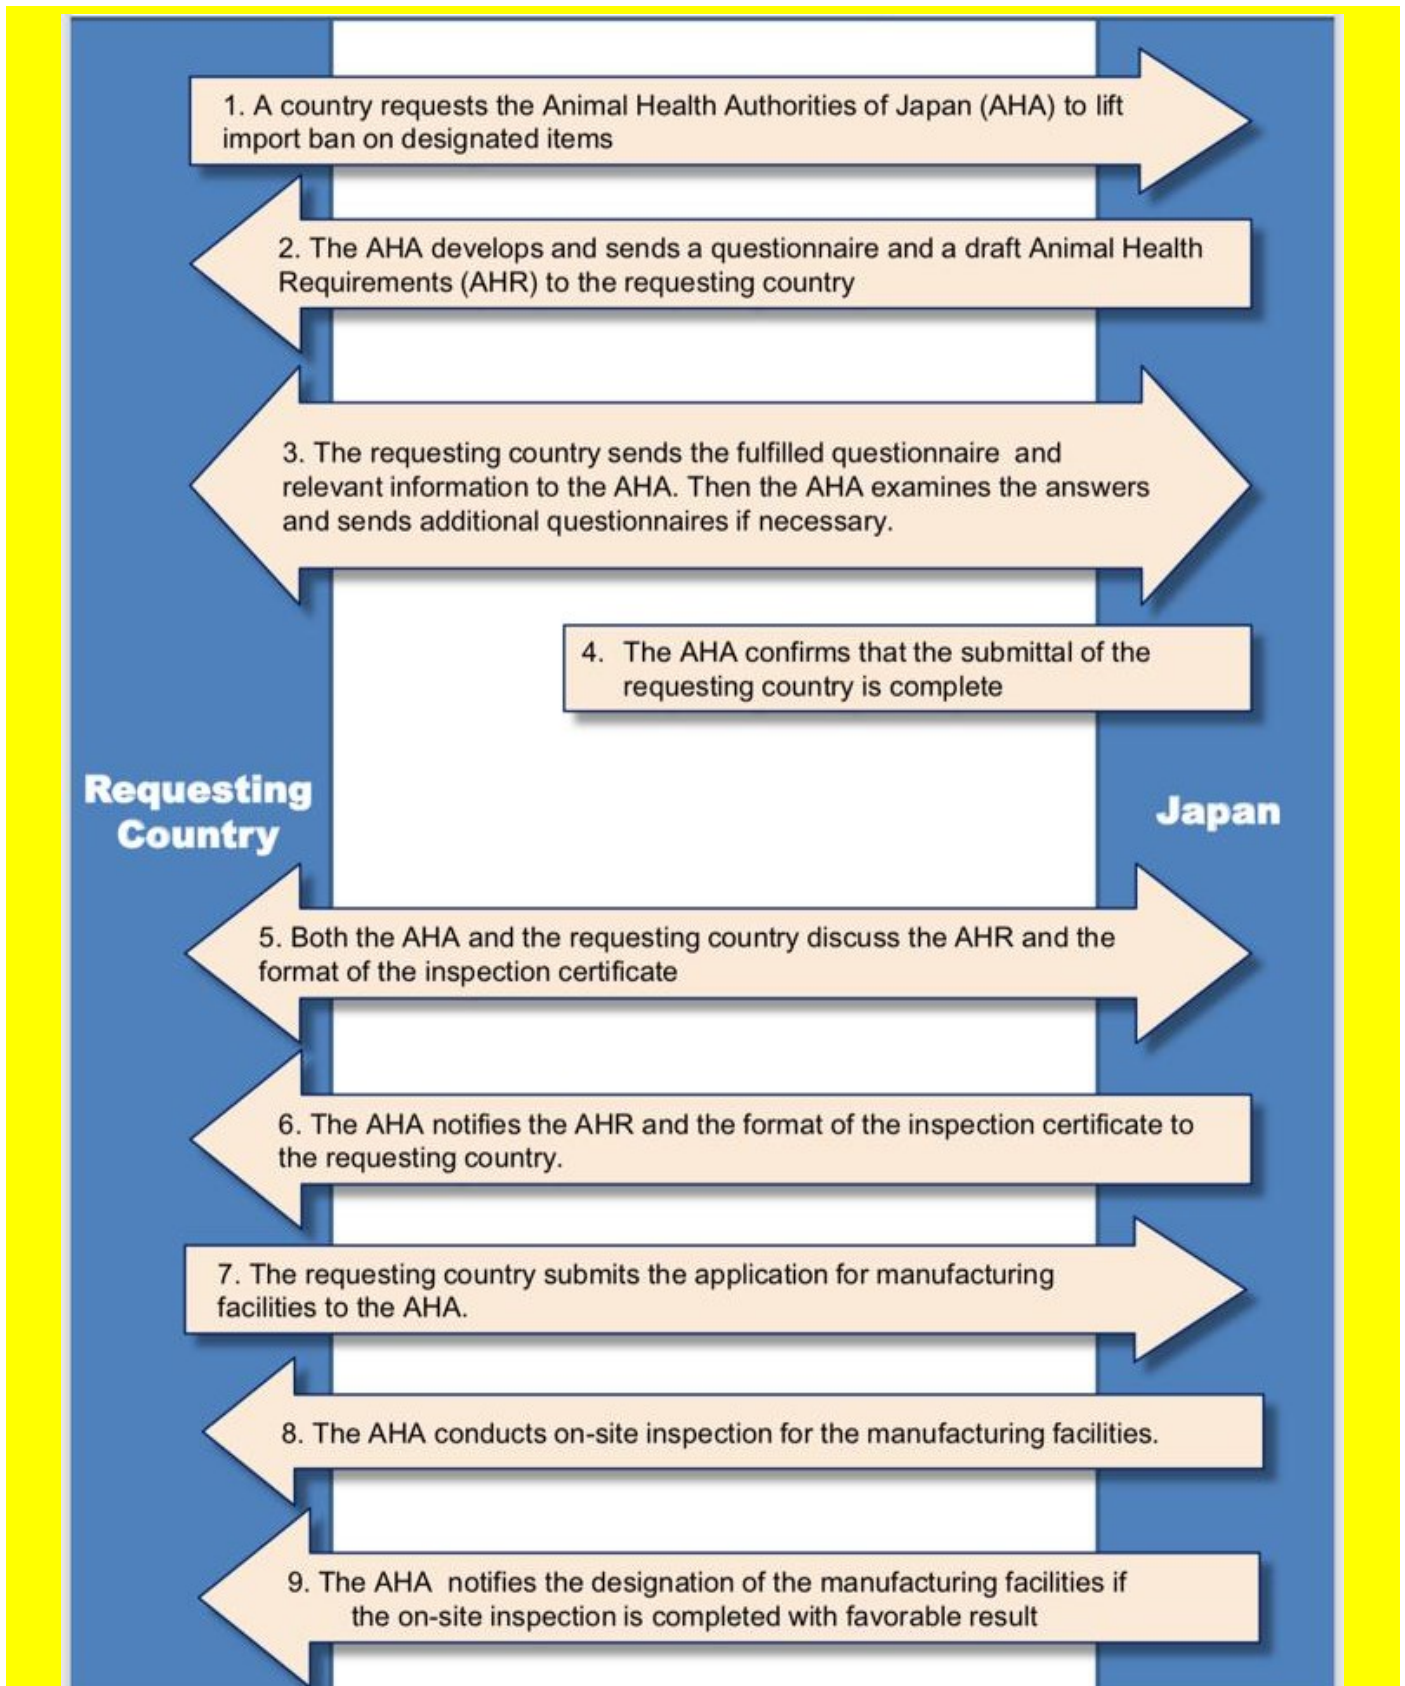 1. A country requests the Animal Health Authorities of Japan (AHA) to lift
import ban on designated items
2. The AHA develops and sends a questionnaire and a draft Animal Health
Requirements (AHR) to the requesting country
3. The requesting country sends the fulfilled questionnaire and
relevant information to the AHA. Then the AHA examines the answers
and sends additional questionnaires if necessary.
4. The AHA confirms that the submittal of the
requesting country is complete
Requesting
Country
Japan
5. Both the AHA and the requesting country discuss the AHR and the
format of the inspection certificate
6. The AHA notifies the AHR and the format of the inspection certificate to
the requesting country.
7. The requesting country submits the application for manufacturing
facilities to the AHA.
8. The AHA conducts on-site inspection for the manufacturing facilities.
9. The AHA notifies the designation of the manufacturing facilities if
the on-site inspection is completed with favorable result